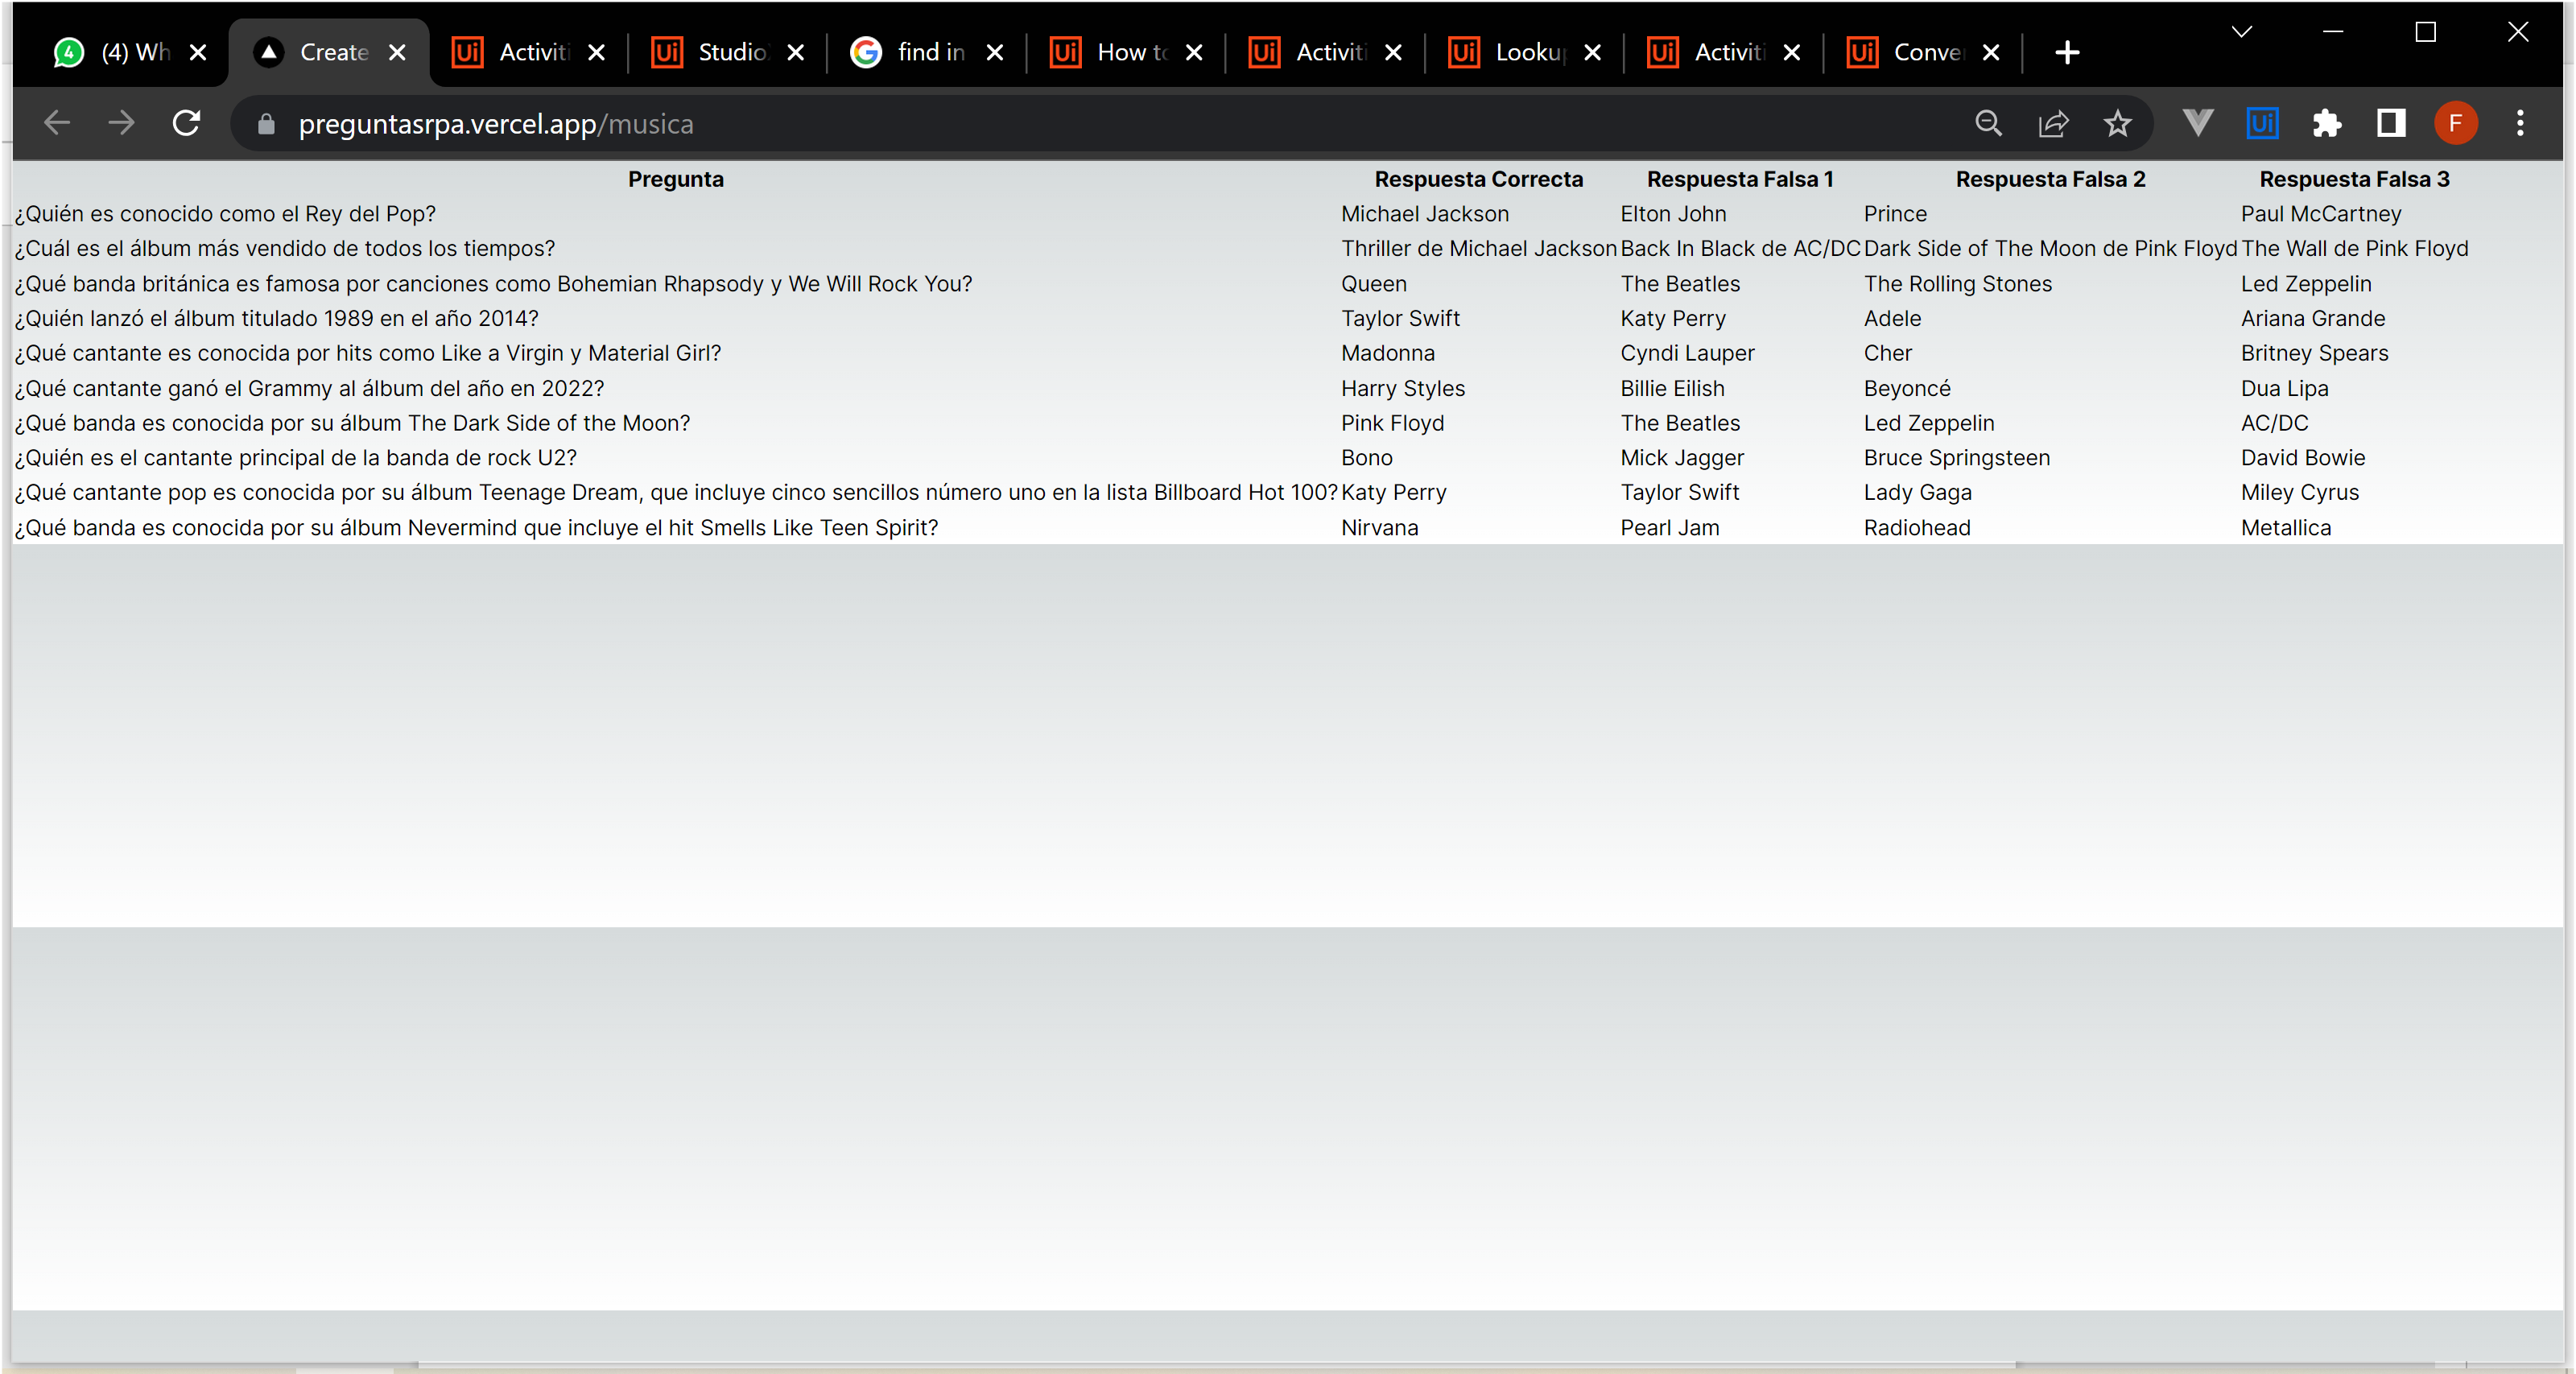 (4) Wh Create Activiti Studio find in How to Activiti Lookup Activiti Conver
preguntasrpa.vercel.app/musica F
Pregunta Respuesta Correcta Respuesta Falsa 1 Respuesta Falsa 2 Respuesta Falsa 3
¿Quién es conocido como el Rey del Pop? Michael Jackson Elton John Prince Paul McCartney
¿Cuál es el álbum más vendido de todos los tiempos? Thriller de Michael Jackson Back In Black de AC/DC Dark Side of The Moon de Pink Floyd The Wall de Pink Floyd
¿Qué banda británica es famosa por canciones como Bohemian Rhapsody y We Will Rock You? Queen The Beatles The Rolling Stones Led Zeppelin
¿Quién lanzó el álbum titulado 1989 en el año 2014? Taylor Swift Katy Perry Adele Ariana Grande
¿Qué cantante es conocida por hits como Like a Virgin y Material Girl? Madonna Cyndi Lauper Cher Britney Spears
¿Qué cantante ganó el Grammy al álbum del año en 2022? Harry Styles Billie Eilish Beyoncé Dua Lipa
¿Qué banda es conocida por su álbum The Dark Side of the Moon? Pink Floyd The Beatles Led Zeppelin AC/DC
¿Quién es el cantante principal de la banda de rock U2? Bono Mick Jagger Bruce Springsteen David Bowie
¿Qué cantante pop es conocida por su álbum Teenage Dream, que incluye cinco sencillos número uno en la lista Billboard Hot 100? Katy Perry Taylor Swift Lady Gaga Miley Cyrus
¿Qué banda es conocida por su álbum Nevermind que incluye el hit Smells Like Teen Spirit? Nirvana Pearl Jam Radiohead Metallica